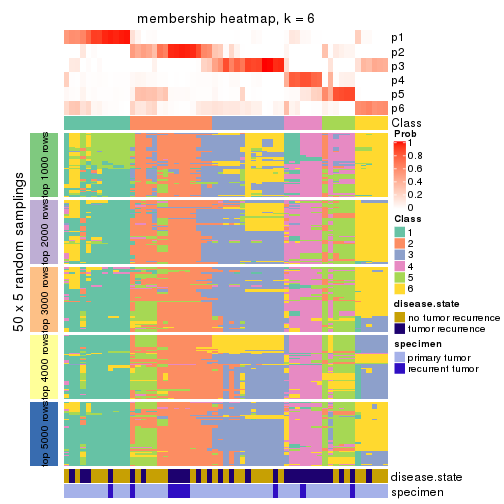 membership heatmap, k = 6
p1
p2
p3
p4
p5
p6
Class
Prob
1
0.8
0.6
0.4
0.2
0
Class
1
2
3
4
5
6
disease.state
no tumor recurrence
tumor recurrence
specimen
primary tumor
recurrent tumor
50 x 5 random samplings
top 1000 rows
top 2000 rows
top 3000 rows
top 4000 rows
top 5000 rows
disease.state
specimen